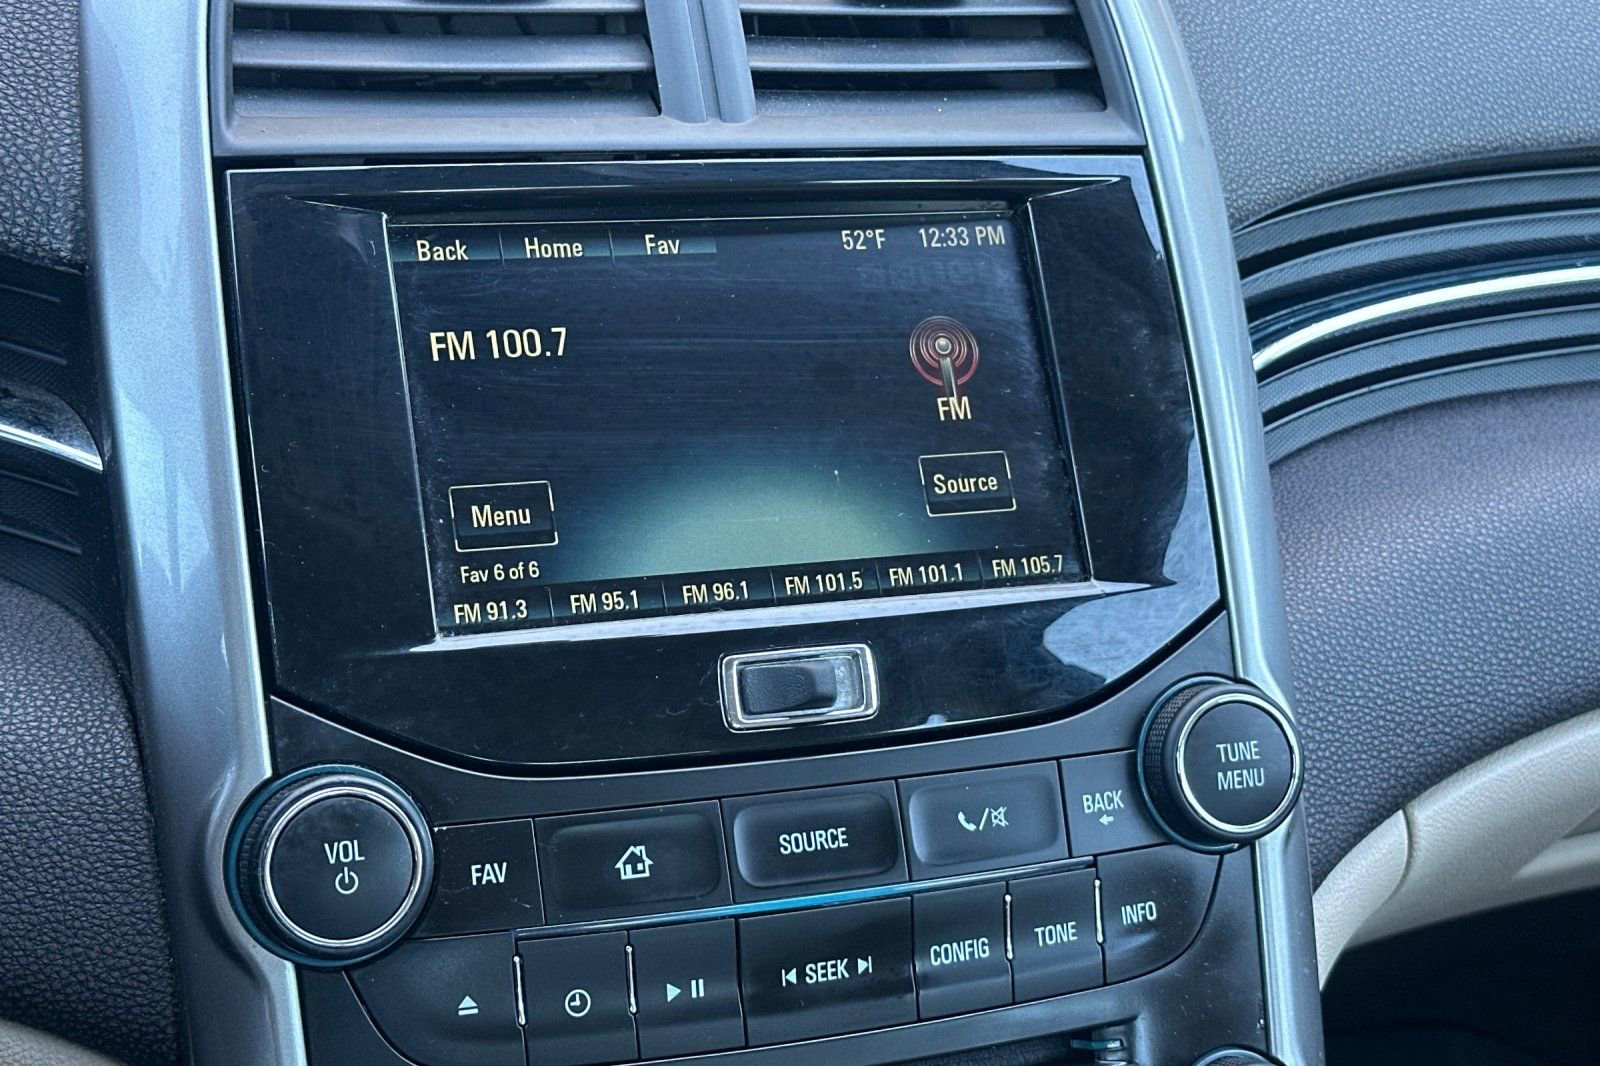 Back Home Fav 52°F 12:33 PM
FM 100.7
FM
Source
Menu
Fav 6 of 6
FM 91.3 FM 95.1 FM 96.1 FM 101.5 FM 101.1 FM 105.7
TUNE
MENU
VOL
FAV
SOURCE
BACK
SEEK
CONFIG
TONE
INFO